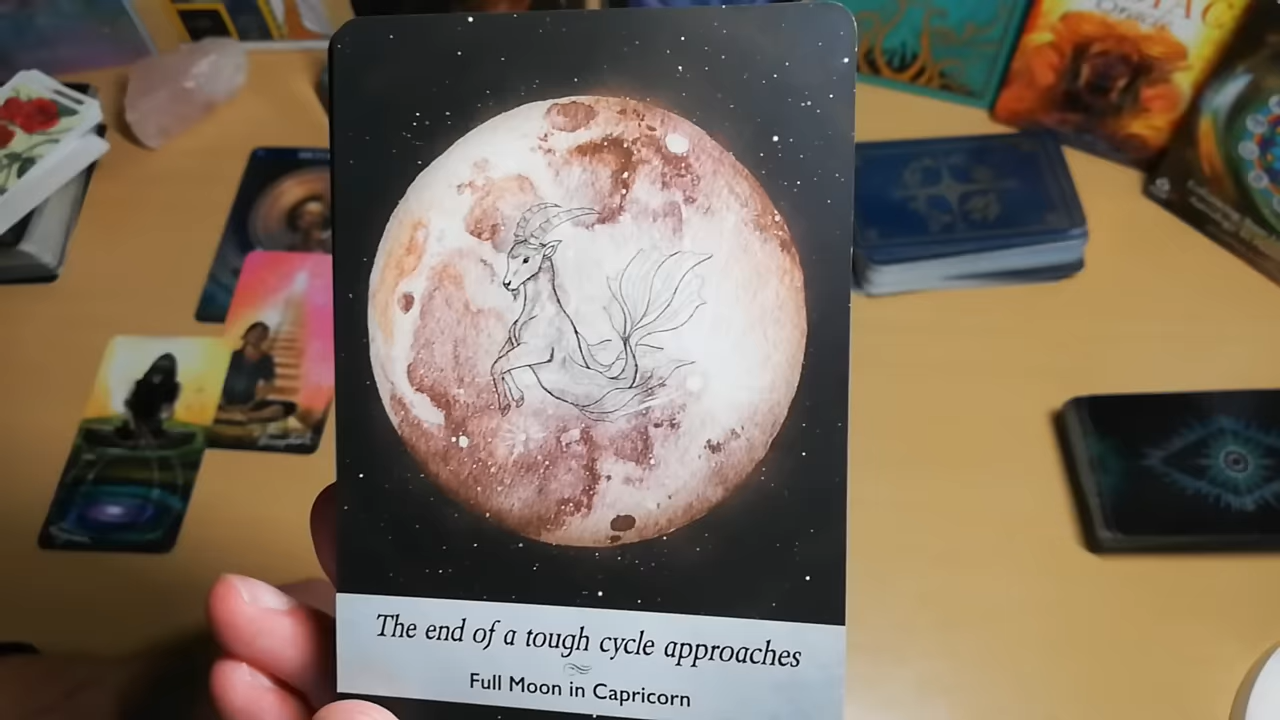 The end of a tough cycle approaches
Full Moon in Capricorn